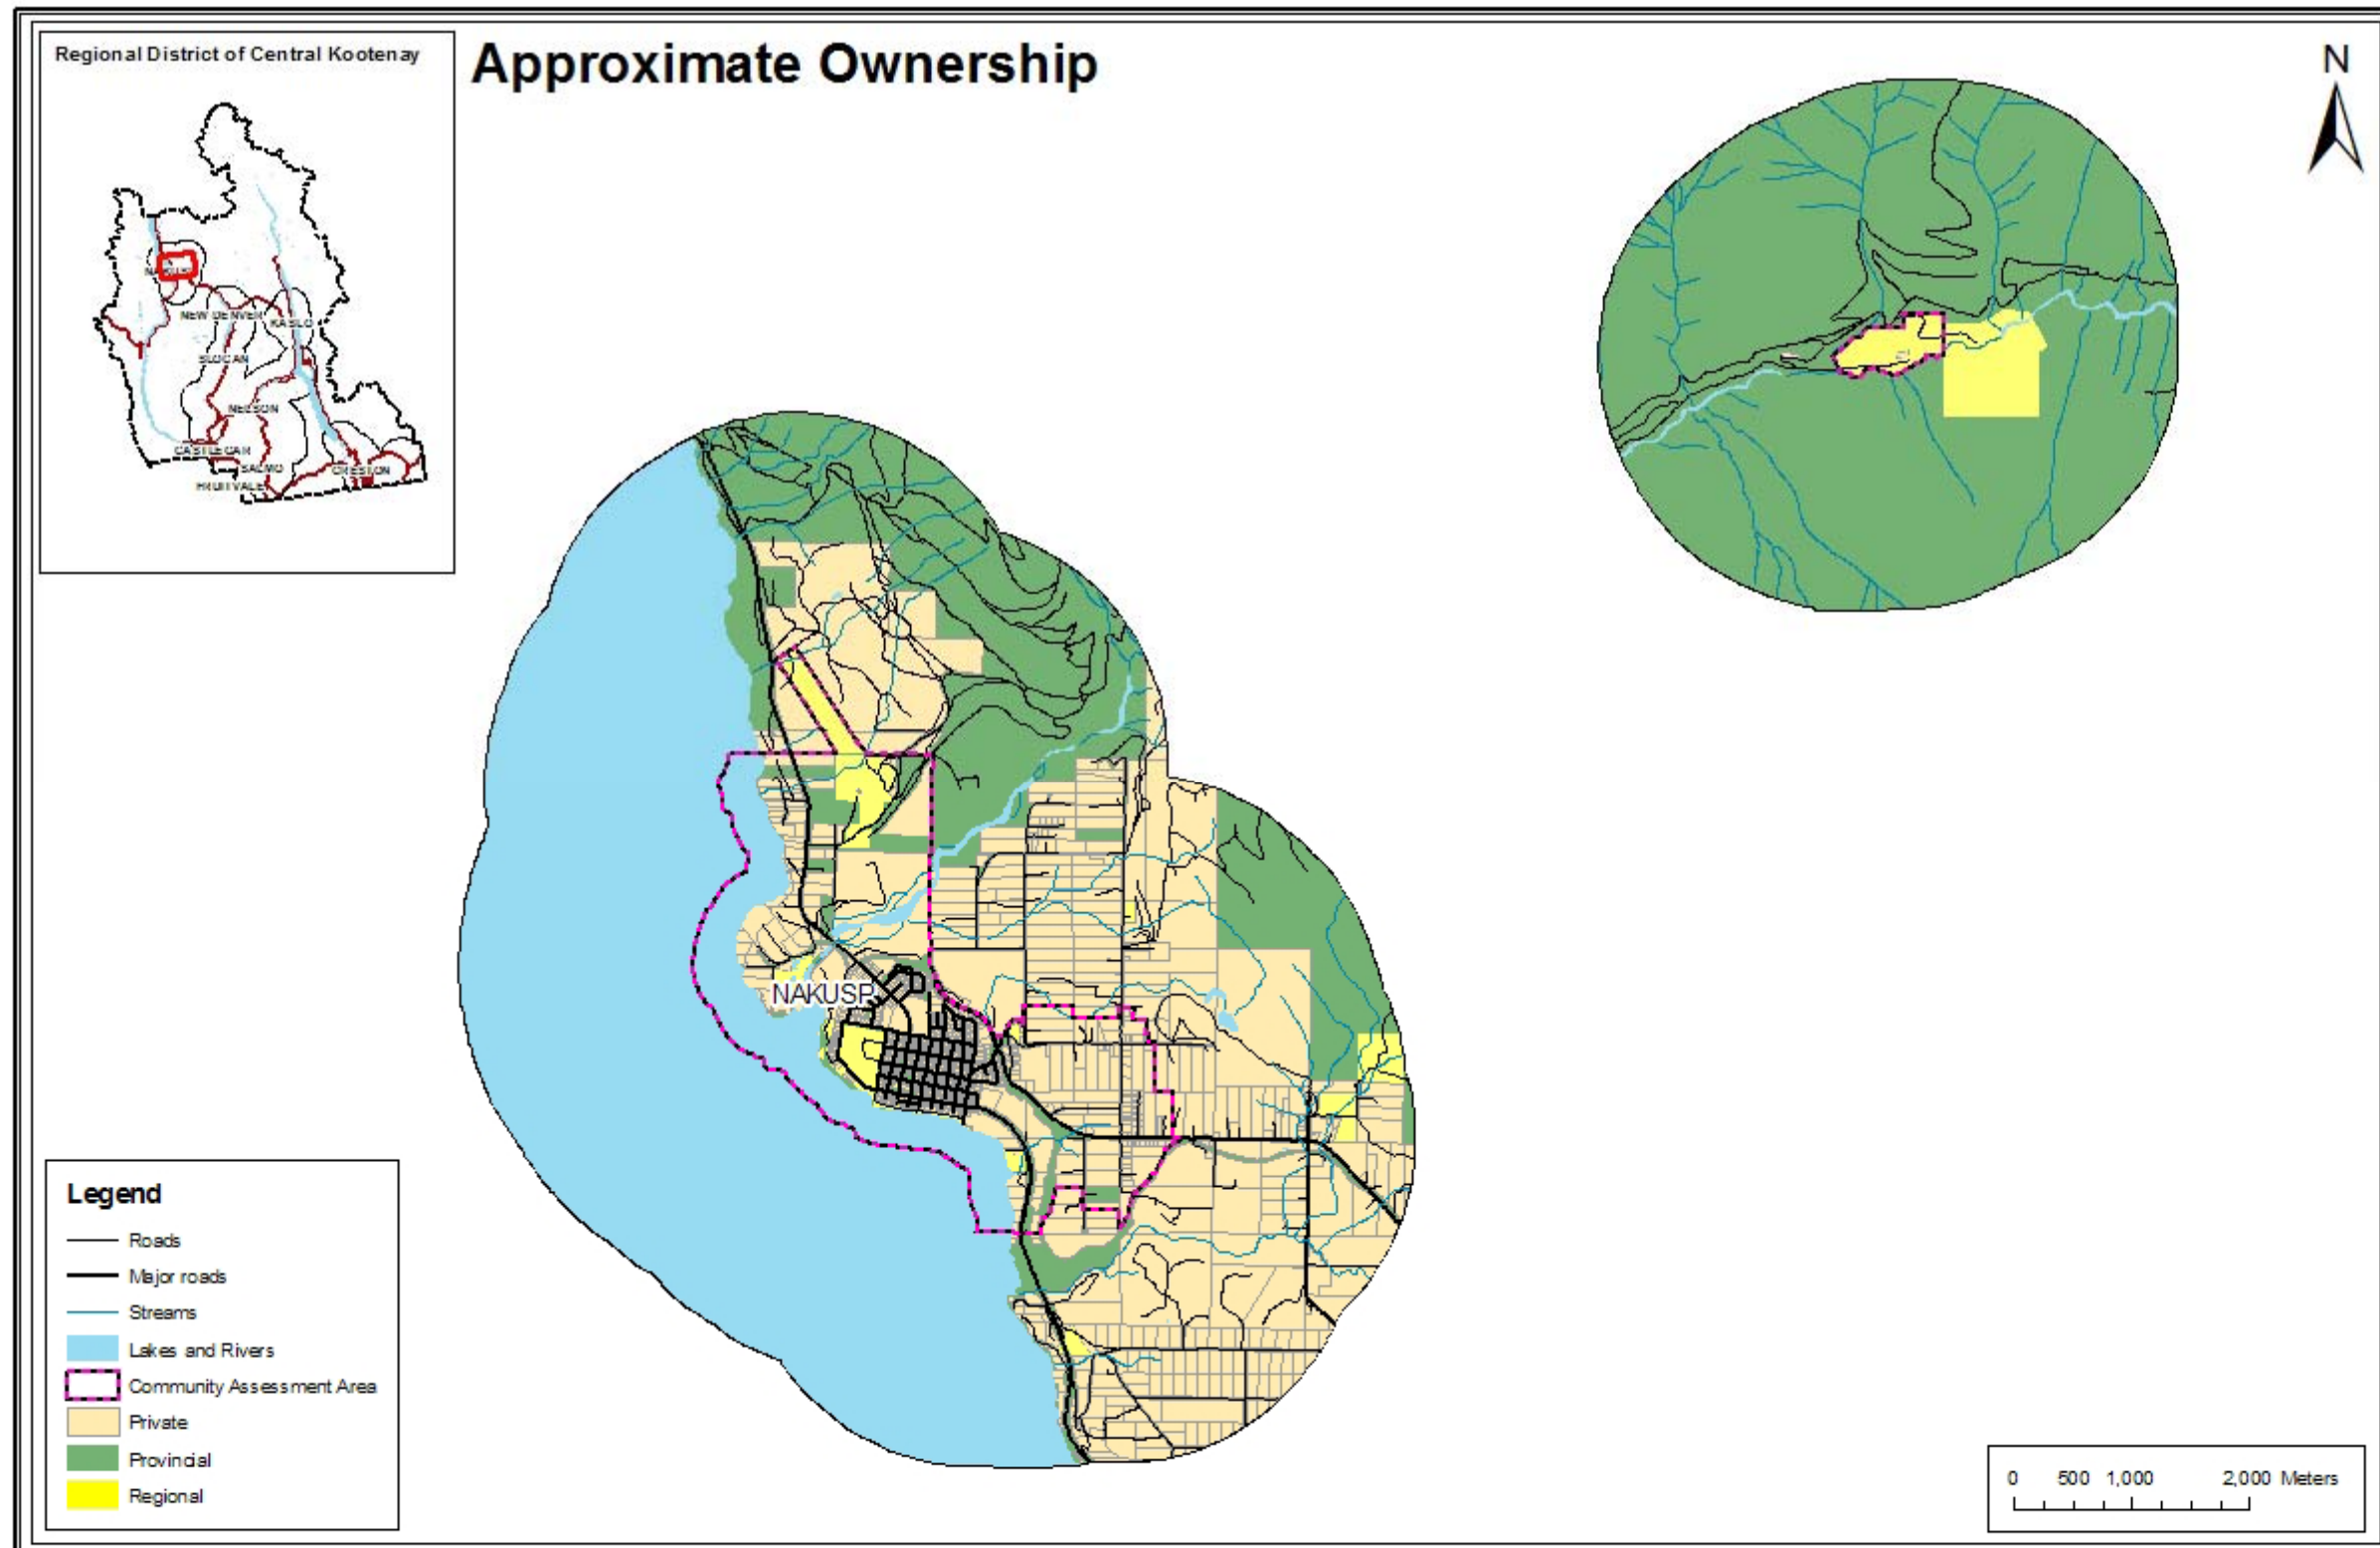 Regional District of Central Kootenay
Approximate Ownership
N
NEW DENVER
KASLO
SLOCAN
NELSON
CASTLEGAR
SALMO
CRESTON
FRUITVALE
NAKUSP
Legend
Roads
Major roads
Streams
Lakes and Rivers
Community Assessment Area
Private
Provincial
Regional
0 500 1,000 2,000 Meters